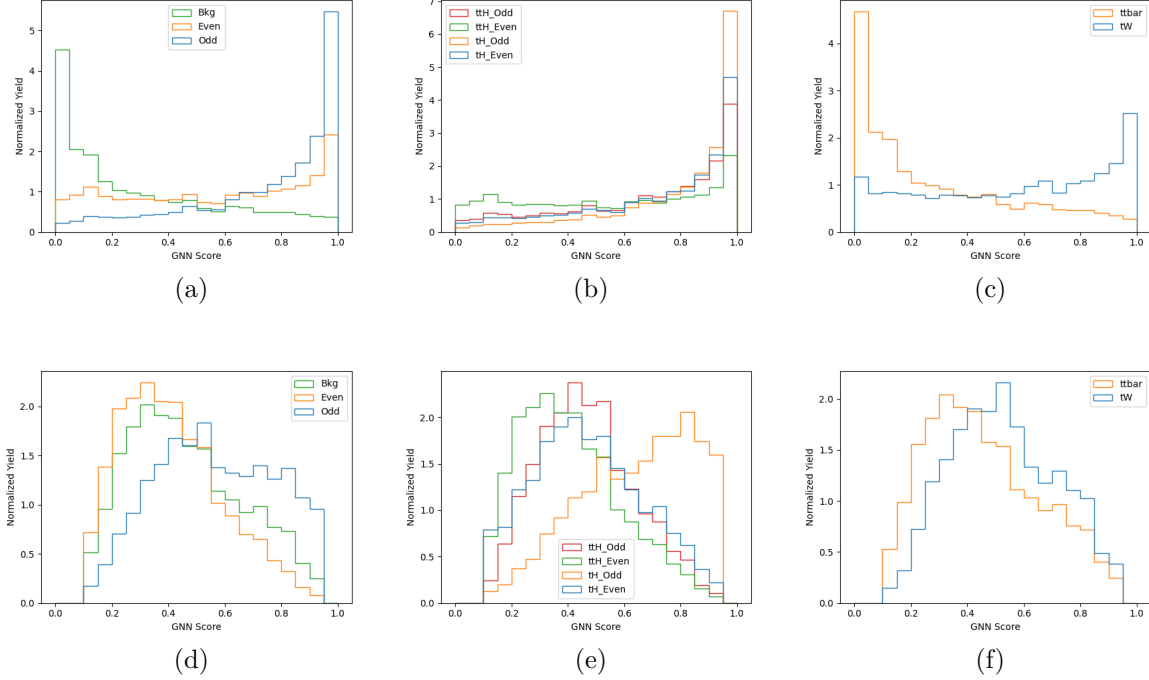 Bkg
Even
Odd
Normalized Yield
0
1
2
3
4
5
0.0
0.2
0.4
0.6
0.8
1.0
GNN Score
(a)
ttH_Odd
ttH_Even
tH_Odd
tH_Even
Normalized Yield
0
1
2
3
4
5
6
7
0.0
0.2
0.4
0.6
0.8
1.0
GNN Score
(b)
ttbar
tW
Normalized Yield
0
1
2
3
4
0.0
0.2
0.4
0.6
0.8
1.0
GNN Score
(c)
Bkg
Even
Odd
Normalized Yield
0.0
0.5
1.0
1.5
2.0
0.0
0.2
0.4
0.6
0.8
1.0
GNN Score
(d)
ttH_Odd
ttH_Even
tH_Odd
tH_Even
Normalized Yield
0.0
0.5
1.0
1.5
2.0
0.0
0.2
0.4
0.6
0.8
1.0
GNN Score
(e)
ttbar
tW
Normalized Yield
0.0
0.5
1.0
1.5
2.0
0.0
0.2
0.4
0.6
0.8
1.0
GNN Score
(f)